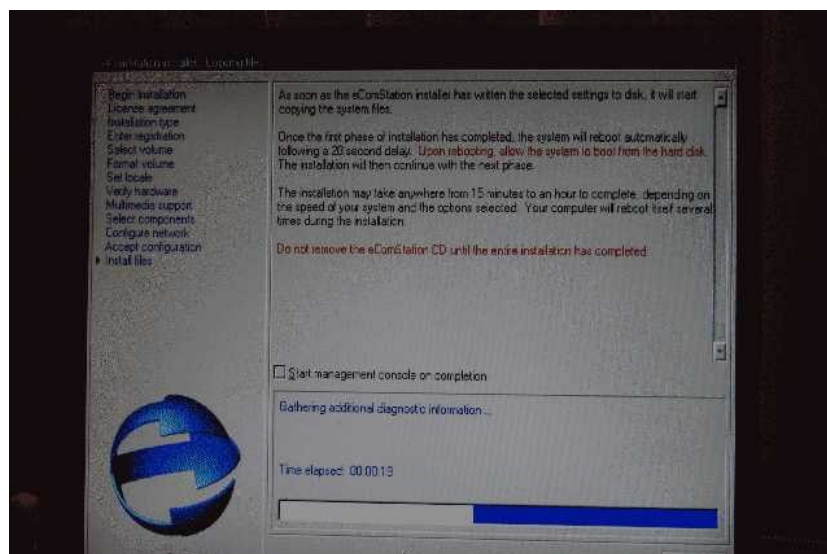 Begin installation
License agreement
Installation type
Enter registration
Select volume
Format volume
Set locale
Verify hardware
Multimedia support
Select components
Configure network
Accept configuration
Install files
As soon as the eComStation installer has written the selected settings to disk, it will start
copying the system files.
Once the first phase of installation has completed, the system will reboot automatically
following a 20 second delay. Upon rebooting, allow the system to boot from the hard disk.
The installation will then continue with the next phase.
The installation may take anywhere from 15 minutes to an hour to complete, depending on
the speed of your system and the options selected. Your computer will reboot itself several
times during the installation.
Do not remove the eComStation CD until the entire installation has completed.
Start management console on completion
Gathering additional diagnostic information ...
Time elapsed: 00:00:13